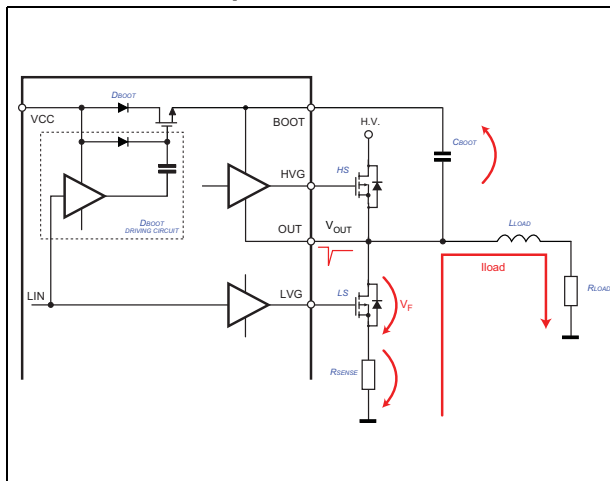 DBOOT
VCC
BOOT
H.V.
CBOOT
HVG
HS
DBOOT
DRIVING CIRCUIT
OUT
VOUT
LLOAD
Iload
LIN
LVG
LS
VF
RLOAD
RSENSE